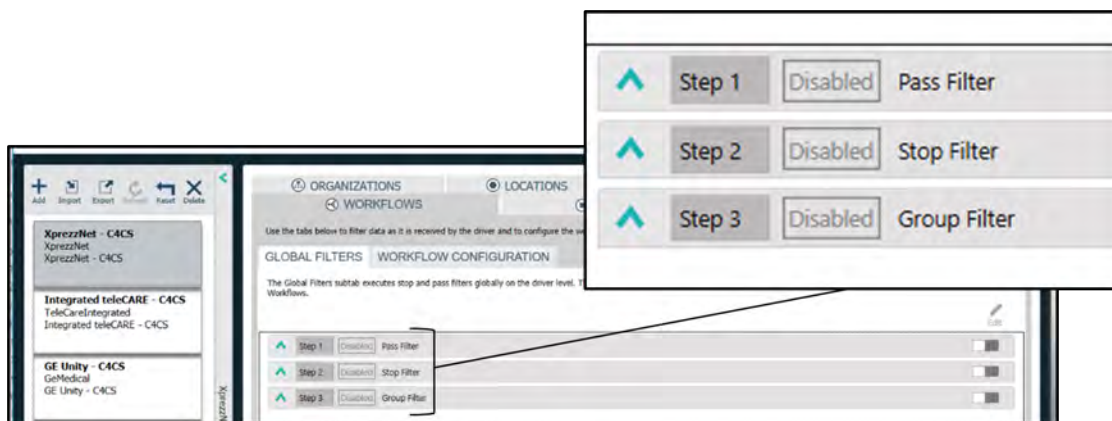 Step 1 Disabled Pass Filter
Step 2 Disabled Stop Filter
Step 3 Disabled Group Filter
Add Import Export Refresh Reset Delete
XprezzNet - C4CS
XprezzNet
XprezzNet - C4CS
Integrated teleCARE - C4CS
TeleCareIntegrated
Integrated teleCARE - C4CS
GE Unity - C4CS
GeMedical
GE Unity - C4CS
ORGANIZATIONS LOCATIONS
WORKFLOWS
Use the tabs below to filter data as it is received by the driver and to configure the
GLOBAL FILTERS WORKFLOW CONFIGURATION
The Global Filters subtab executes stop and pass filters globally on the driver level.
Workflows.
Edit
Step 1 Disabled Pass Filter
Step 2 Disabled Stop Filter
Step 3 Disabled Group Filter